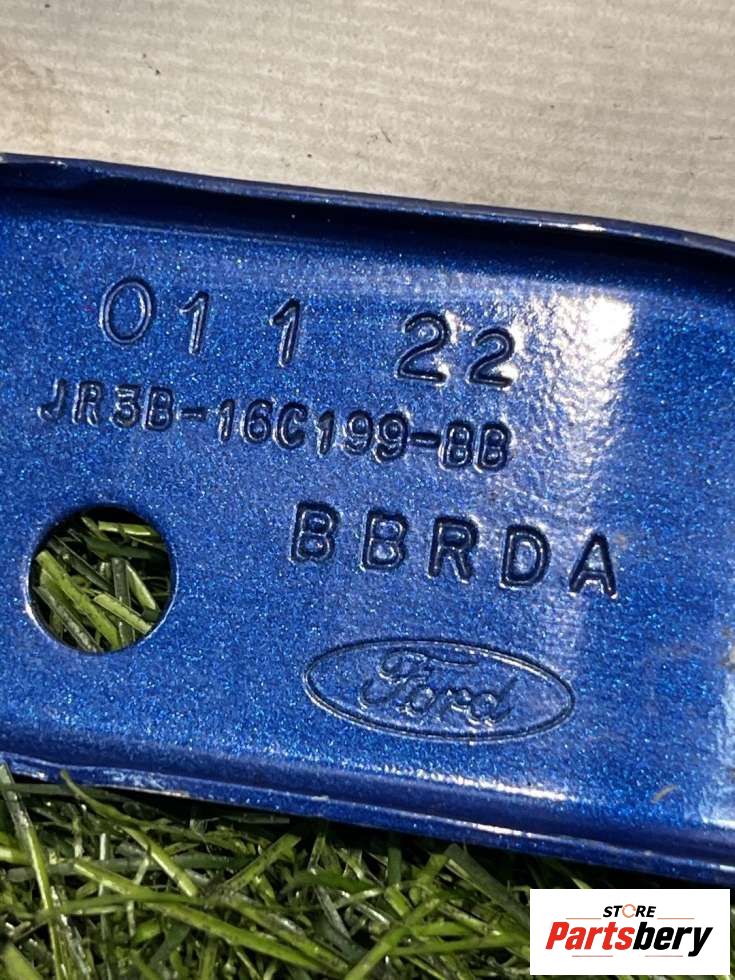 01 1 22
JR3B-16C199-BB
BBRDA
Ford
STORE
Partsbery